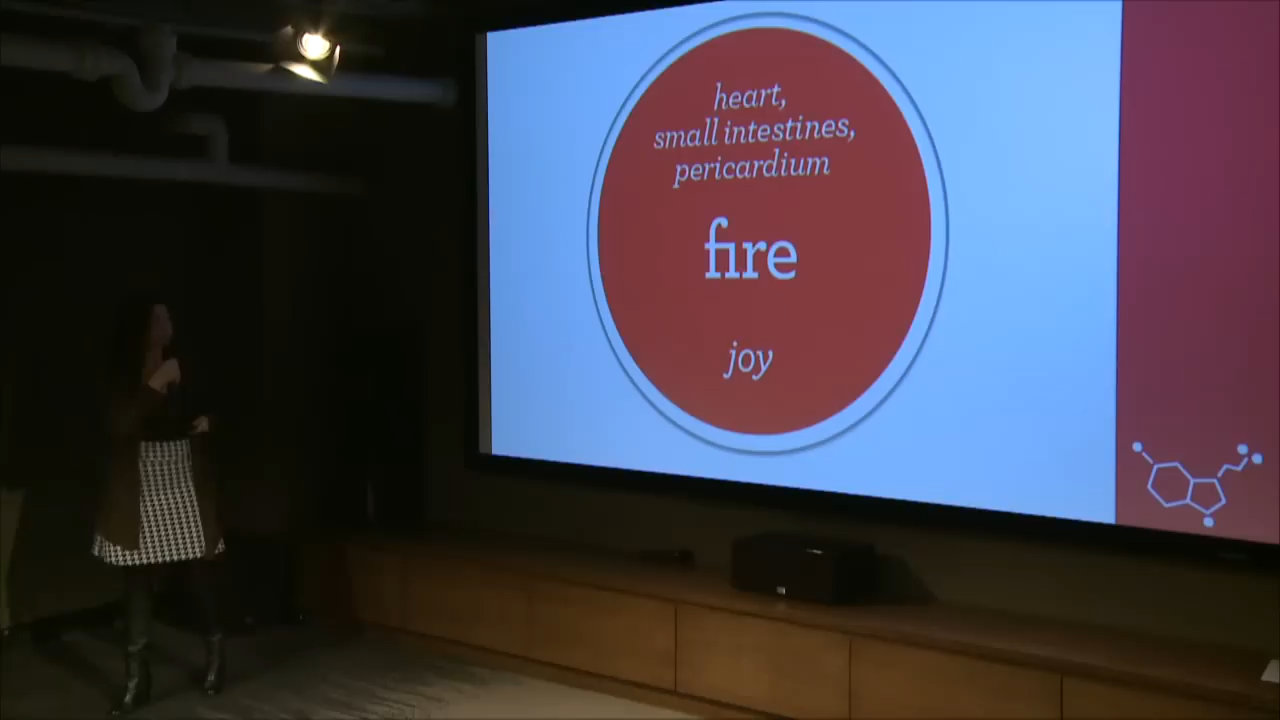 heart,
small intestines,
pericardium
fire
joy